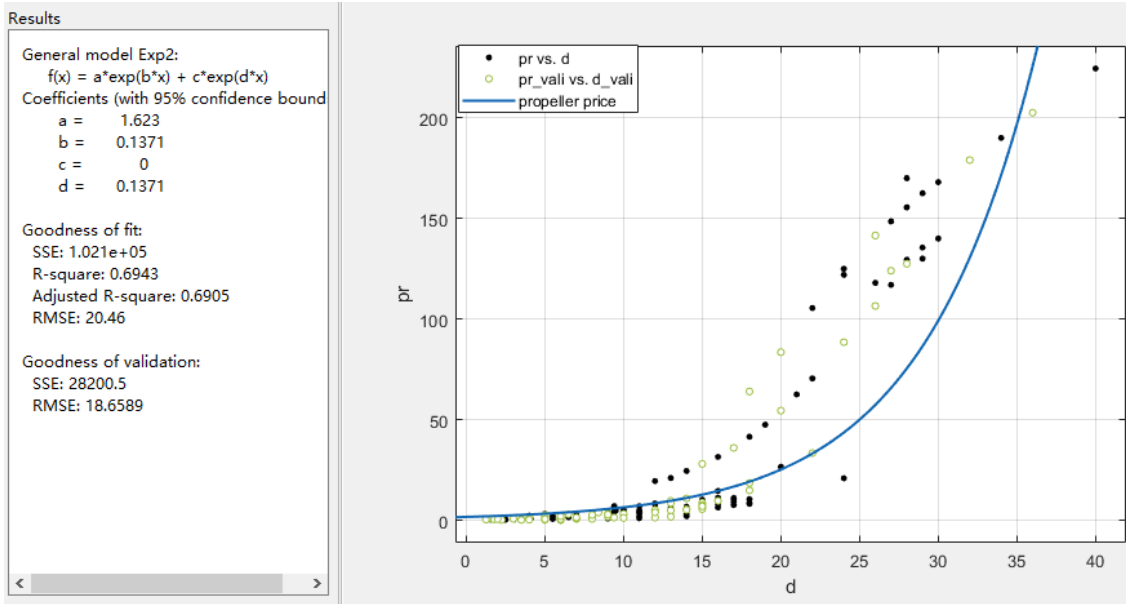 Results
General model Exp2:
f(x) = a*exp(b*x) + c*exp(d*x)
Coefficients (with 95% confidence bound
a = 1.623
b = 0.1371
c = 0
d = 0.1371
Goodness of fit:
SSE: 1.021e+05
R-square: 0.6943
Adjusted R-square: 0.6905
RMSE: 20.46
Goodness of validation:
SSE: 28200.5
RMSE: 18.6589
pr vs. d
pr_vali vs. d_vali
propeller price
200
150
100
50
0
pr
0 5 10 15 20 25 30 35 40
d